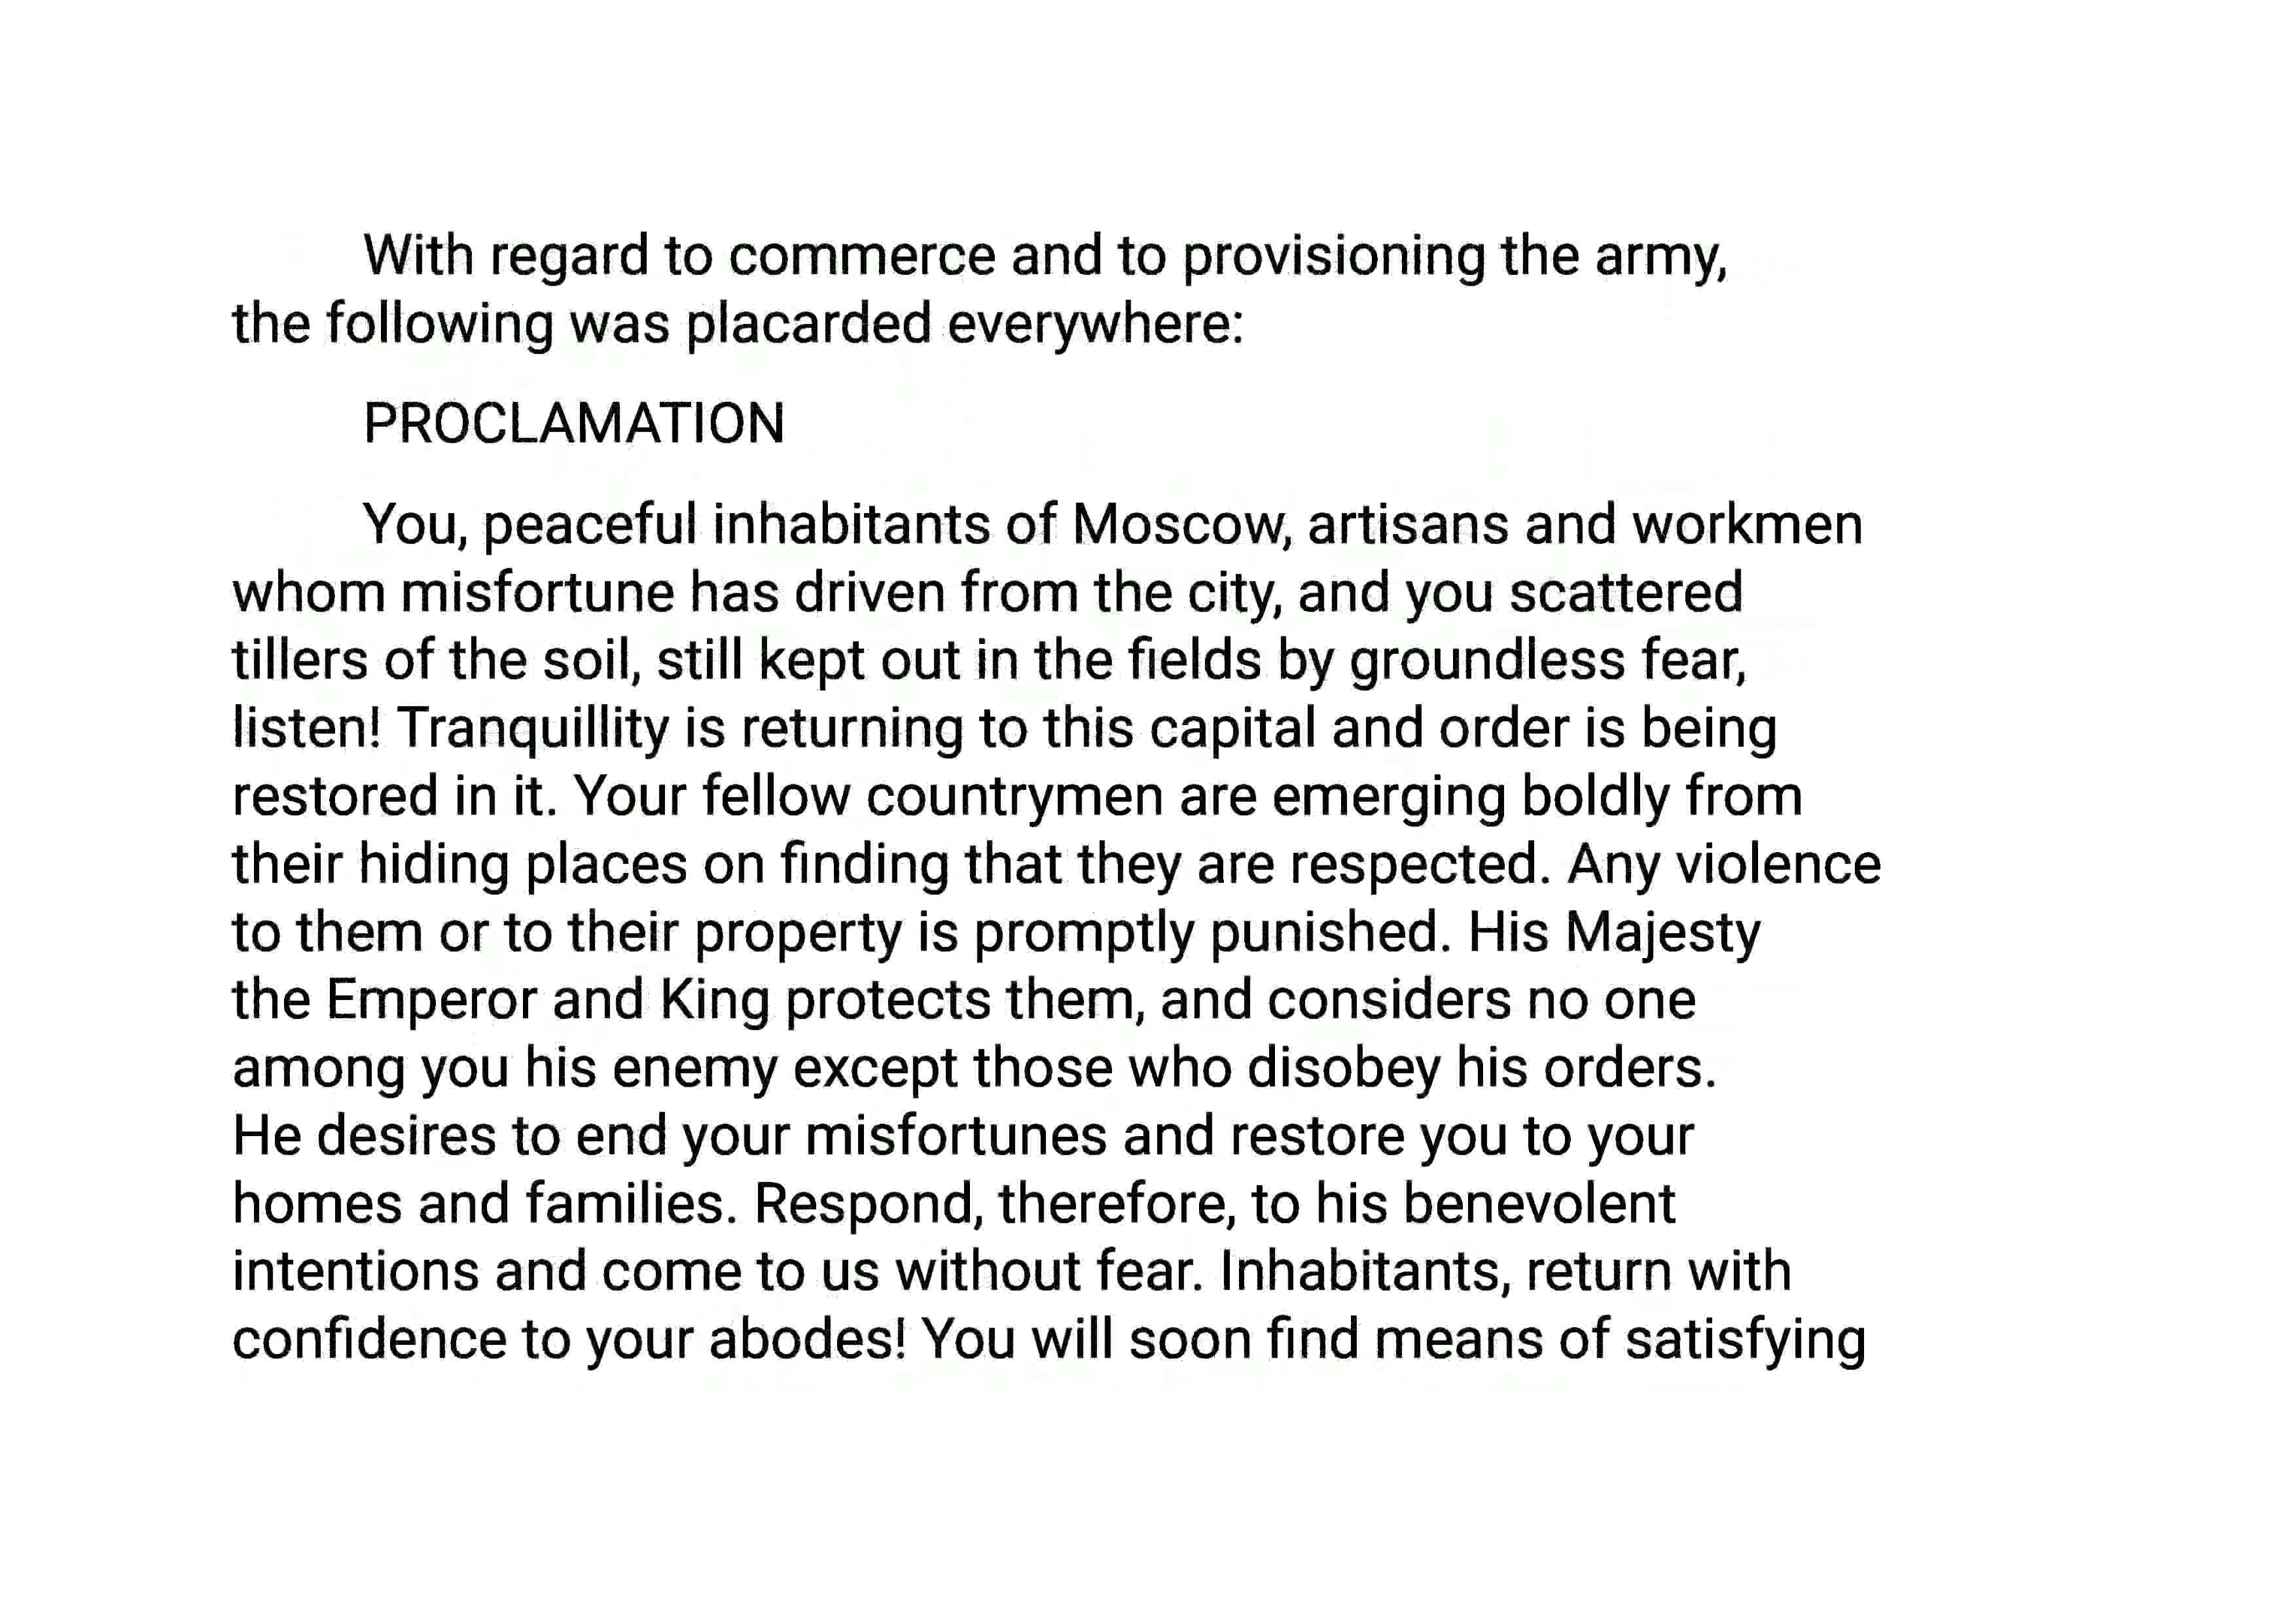 With regard to commerce and to provisioning the army,
the following was placarded everywhere:
PROCLAMATION
You, peaceful inhabitants of Moscow, artisans and workmen
whom misfortune has driven from the city, and you scattered
tillers of the soil, still kept out in the fields by groundless fear,
listen! Tranquillity is returning to this capital and order is being
restored in it. Your fellow countrymen are emerging boldly from
their hiding places on finding that they are respected. Any violence
to them or to their property is promptly punished. His Majesty
the Emperor and King protects them, and considers no one
among you his enemy except those who disobey his orders.
He desires to end your misfortunes and restore you to your
homes and families. Respond, therefore, to his benevolent
intentions and come to us without fear. Inhabitants, return with
confidence to your abodes! You will soon find means of satisfying